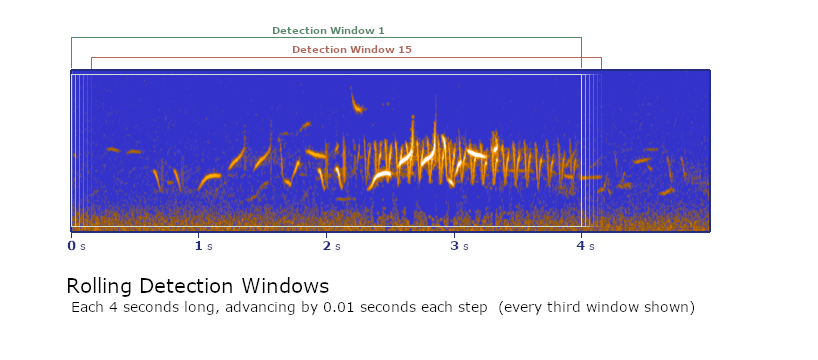 Detection Window 1
Detection Window 15
0 s 1 s 2 s 3 s 4 s
Rolling Detection Windows
Each 4 seconds long, advancing by 0.01 seconds each step (every third window shown)